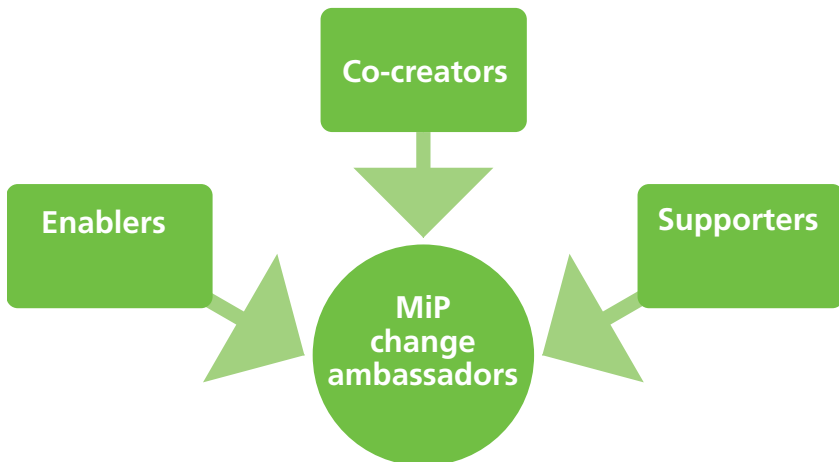 Co-creators
Enablers
Supporters
MiP
change
ambassadors